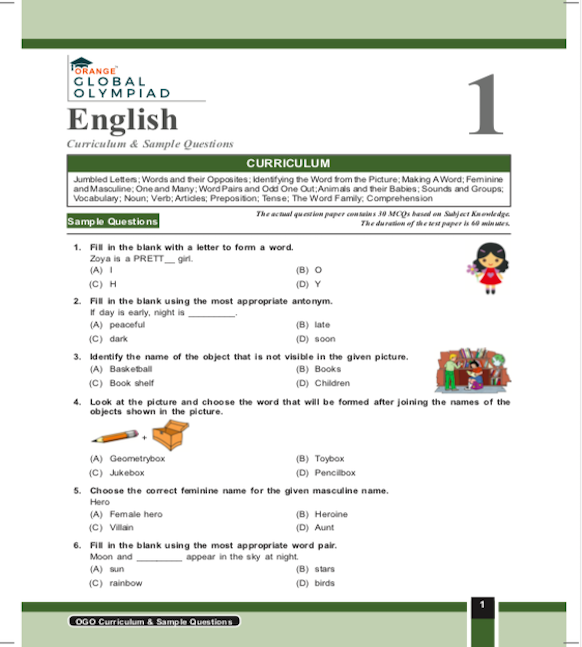 ORANGE
GLOBAL
OLYMPIAD
English
1
Curriculum & Sample Questions
CURRICULUM
Jumbled Letters; Words and their Opposites; Identifying the Word from the Picture; Making A Word; Feminine
and Masculine; One and Many; Word Pairs and Odd One Out; Animals and their Babies; Sounds and Groups;
Vocabulary; Noun; Verb; Articles; Preposition; Tense; The Word Family; Comprehension
Sample Questions
The actual question paper contains 30 MCQs based on Subject Knowledge.
The duration of the test paper is 60 minutes.
1. Fill in the blank with a letter to form a word.
Zoya is a PRETT__ girl.
(A) I (B) O
(C) H (D) Y
2. Fill in the blank using the most appropriate antonym.
If day is early, night is __________.
(A) peaceful (B) late
(C) dark (D) soon
3. Identify the name of the object that is not visible in the given picture.
(A) Basketball (B) Books
(C) Book shelf (D) Children
4. Look at the picture and choose the word that will be formed after joining the names of the
objects shown in the picture.
+
(A) Geometrybox (B) Toybox
(C) Jukebox (D) Pencilbox
5. Choose the correct feminine name for the given masculine name.
Hero
(A) Female hero (B) Heroine
(C) Villain (D) Aunt
6. Fill in the blank using the most appropriate word pair.
Moon and __________ appear in the sky at night.
(A) sun (B) stars
(C) rainbow (D) birds
1
OGO Curriculum & Sample Questions